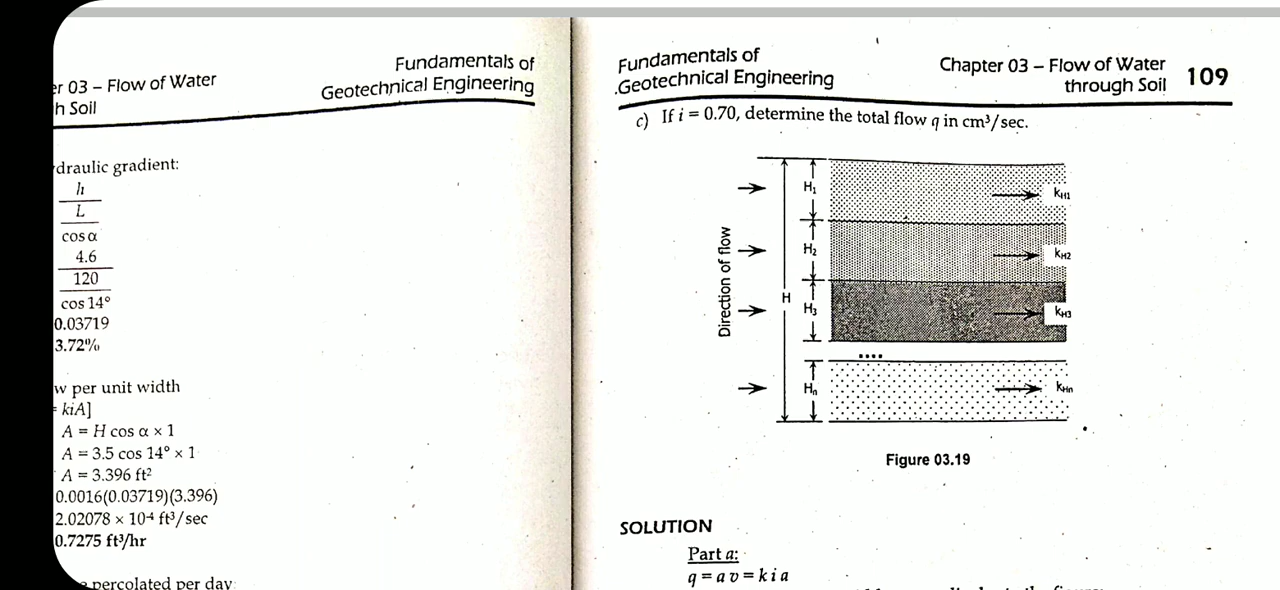 Fundamentals of
Geotechnical Engineering
er 03 – Flow of Water
h Soil
draulic gradient:
h
L
cos α
4.6
120
cos 14°
0.03719
3.72%
w per unit width
= kiA]
A = H cos α × 1
A = 3.5 cos 14° × 1
A = 3.396 ft²
0.0016(0.03719)(3.396)
2.02078 × 10⁻⁴ ft³/sec
0.7275 ft³/hr
percolated per day:
Fundamentals of
Geotechnical Engineering
Chapter 03 – Flow of Water
through Soil
109
c) If i = 0.70, determine the total flow q in cm³/sec.
Direction of flow
H
H₁
kH1
H₂
kH2
H₃
kH3
....
Hₙ
kHn
Figure 03.19
SOLUTION
Part a:
q = a v = k i a